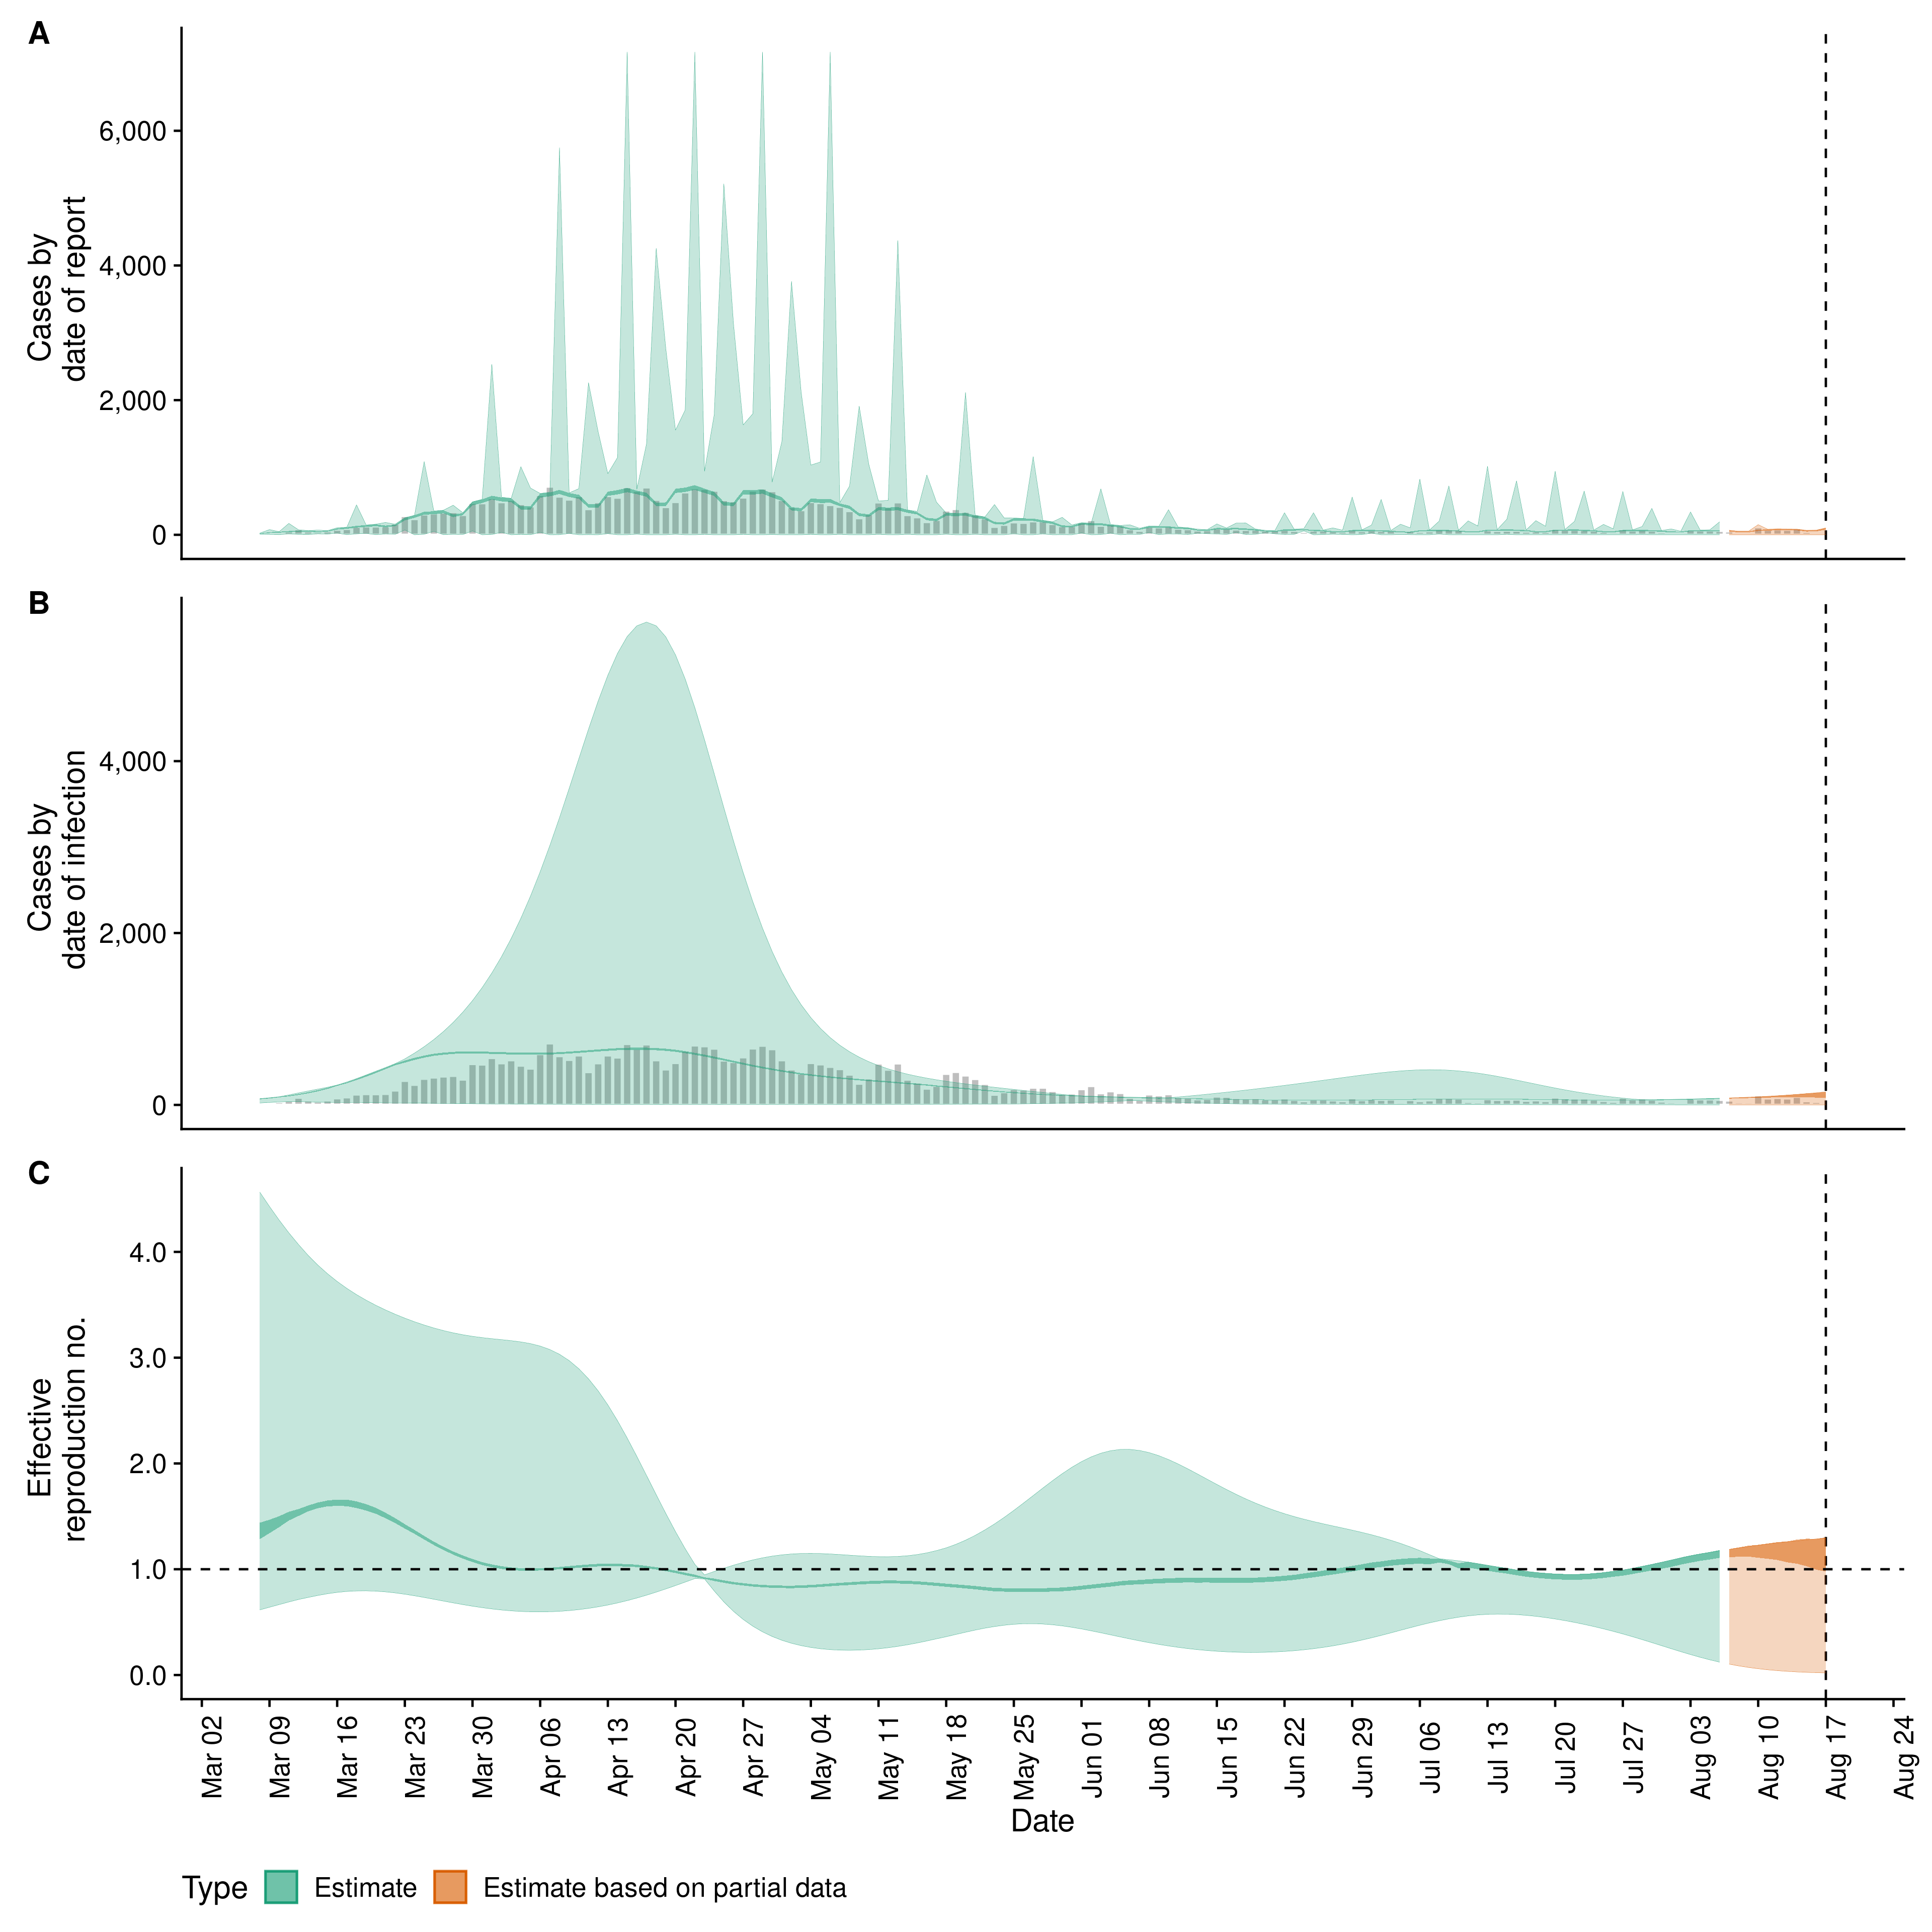 A
Cases by
date of report
6,000
4,000
2,000
0
B
Cases by
date of infection
4,000
2,000
0
C
Effective
reproduction no.
4.0
3.0
2.0
1.0
0.0
Mar 02
Mar 09
Mar 16
Mar 23
Mar 30
Apr 06
Apr 13
Apr 20
Apr 27
May 04
May 11
May 18
May 25
Jun 01
Jun 08
Jun 15
Jun 22
Jun 29
Jul 06
Jul 13
Jul 20
Jul 27
Aug 03
Aug 10
Aug 17
Aug 24
Date
Type Estimate Estimate based on partial data